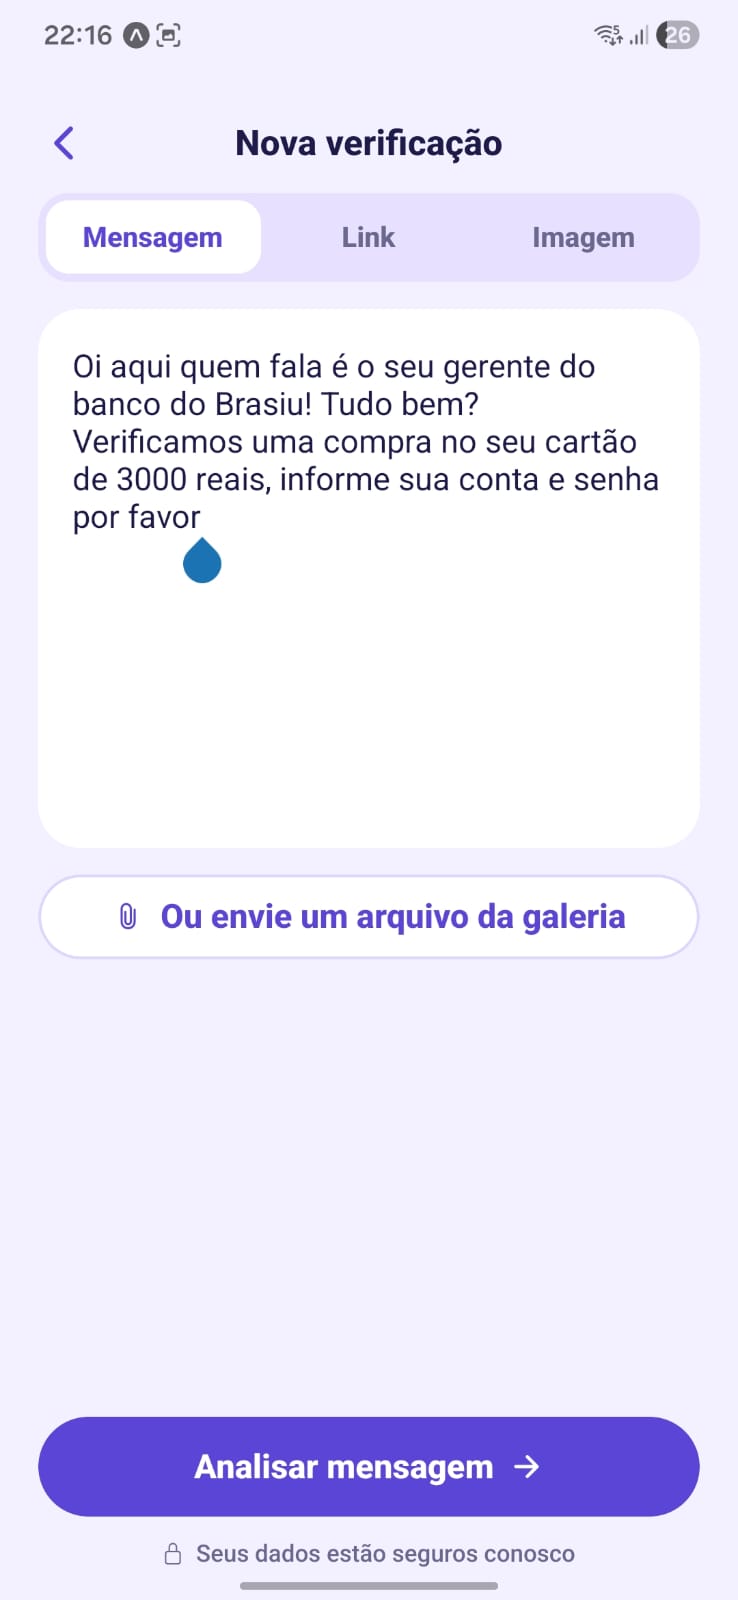 22:16
26
Nova verificação
Mensagem
Link
Imagem
Oi aqui quem fala é o seu gerente do
banco do Brasiu! Tudo bem?
Verificamos uma compra no seu cartão
de 3000 reais, informe sua conta e senha
por favor
Ou envie um arquivo da galeria
Analisar mensagem →
Seus dados estão seguros conosco